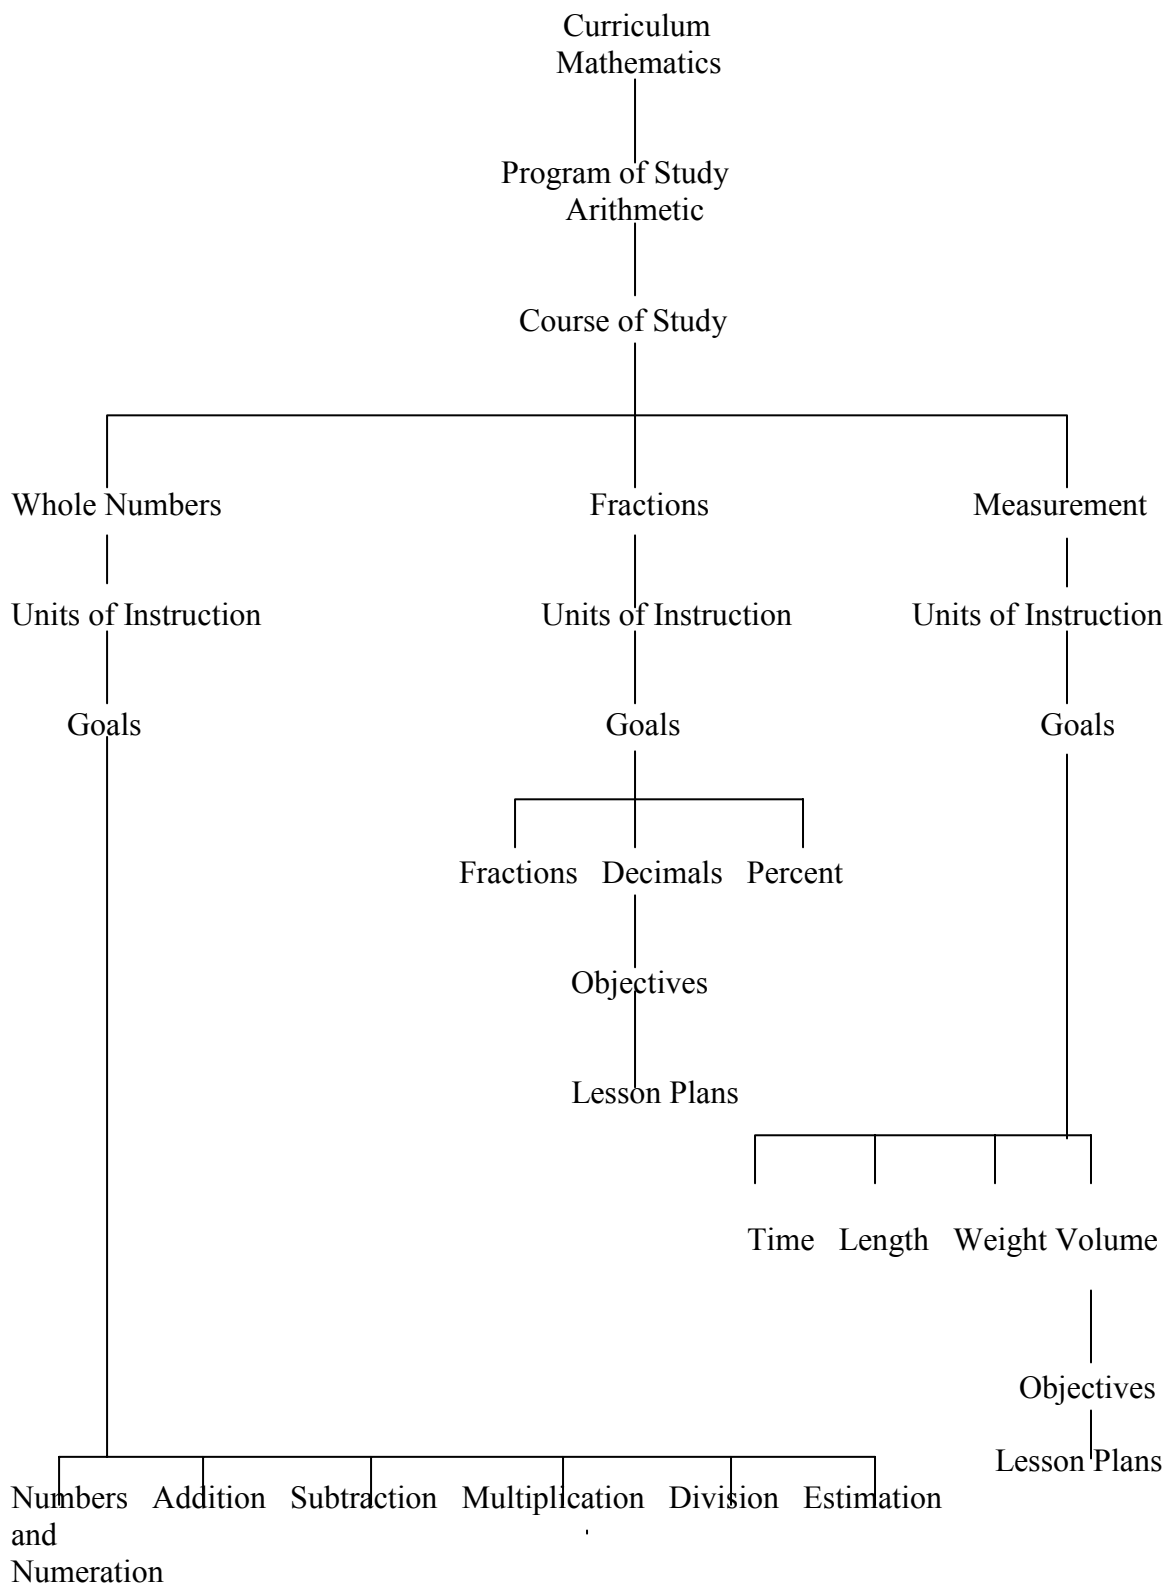 Curriculum
Mathematics
Program of Study
Arithmetic
Course of Study
Whole Numbers Fractions Measurement
Units of Instruction Units of Instruction Units of Instruction
Goals Goals Goals
Fractions Decimals Percent
Objectives
Lesson Plans
Time Length Weight Volume
Objectives
Lesson Plans
Numbers Addition Subtraction Multiplication Division Estimation
and
Numeration